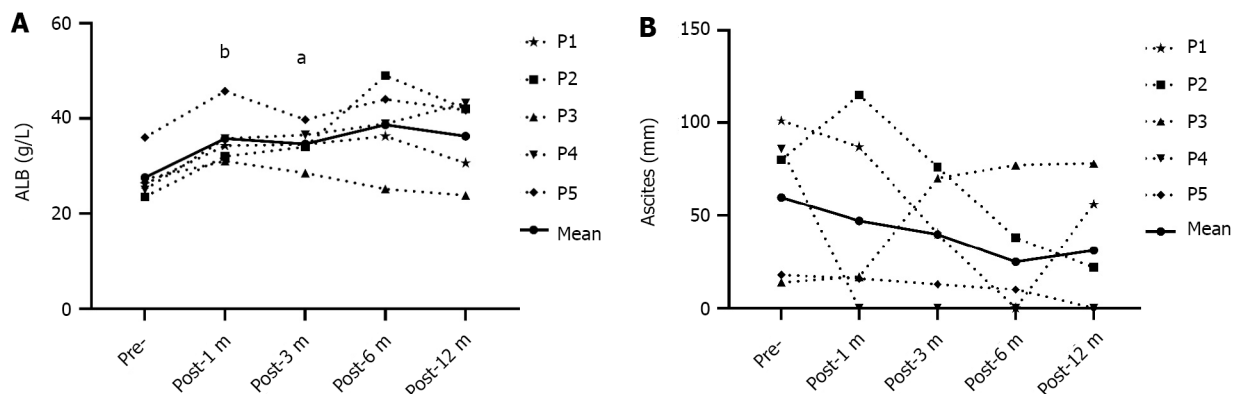 A
ALB (g/L)
60
40
20
0
b
a
Pre-
Post-1 m
Post-3 m
Post-6 m
Post-12 m
P1
P2
P3
P4
P5
Mean
B
Ascites (mm)
150
100
50
0
Pre-
Post-1 m
Post-3 m
Post-6 m
Post-12 m
P1
P2
P3
P4
P5
Mean